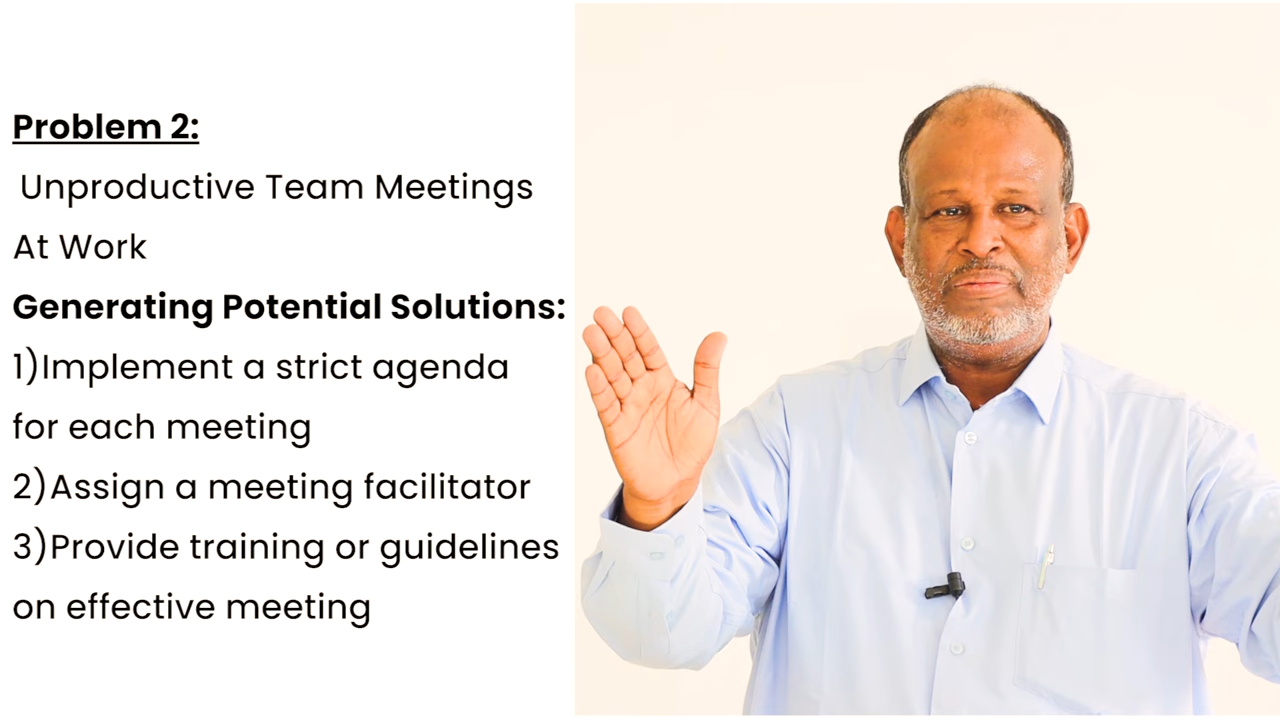 Problem 2:
Unproductive Team Meetings
At Work
Generating Potential Solutions:
1)Implement a strict agenda
for each meeting
2)Assign a meeting facilitator
3)Provide training or guidelines
on effective meeting